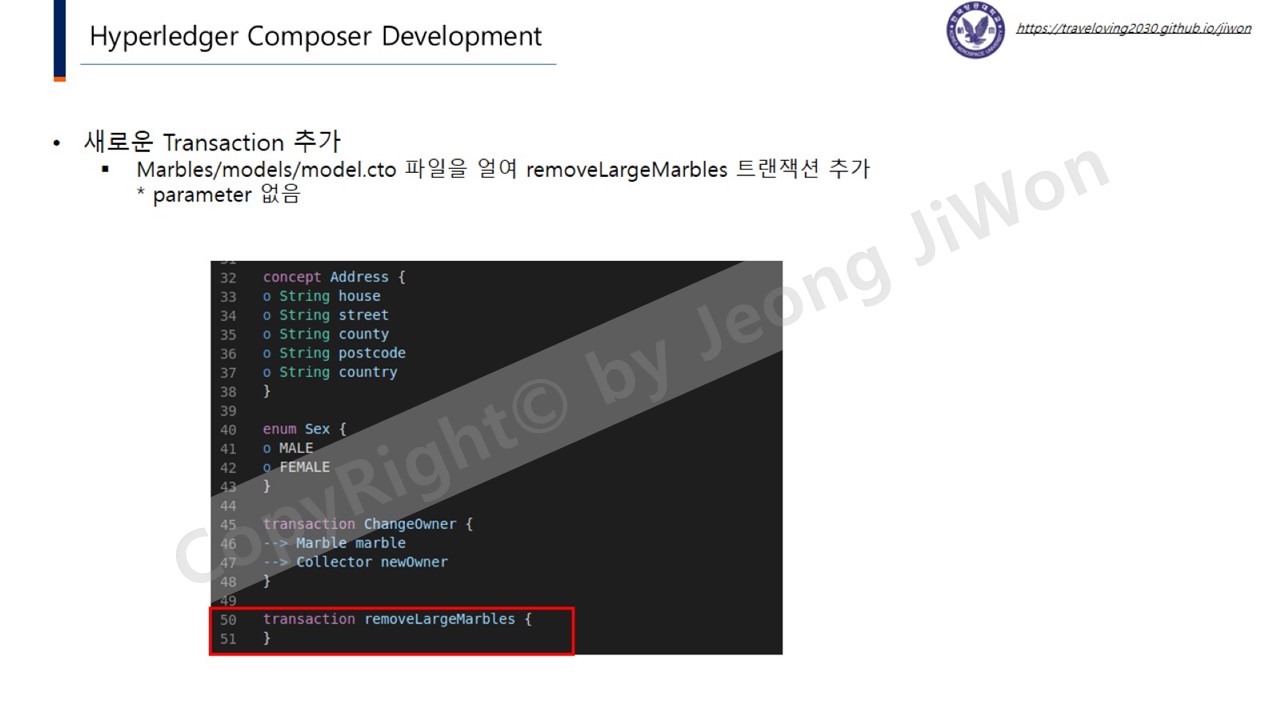 Hyperledger Composer Development
https://traveloving2030.github.io/jiwon
• 새로운 Transaction 추가
▪ Marbles/models/model.cto 파일을 얼여 removeLargeMarbles 트랜잭션 추가
* parameter 없음
31
32 concept Address {
33 o String house
34 o String street
35 o String county
36 o String postcode
37 o String country
38 }
39
40 enum Sex {
41 o MALE
42 o FEMALE
43 }
44
45 transaction ChangeOwner {
46 --> Marble marble
47 --> Collector newOwner
48 }
49
50 transaction removeLargeMarbles {
51 }
CopyRight© by Jeong JiWon